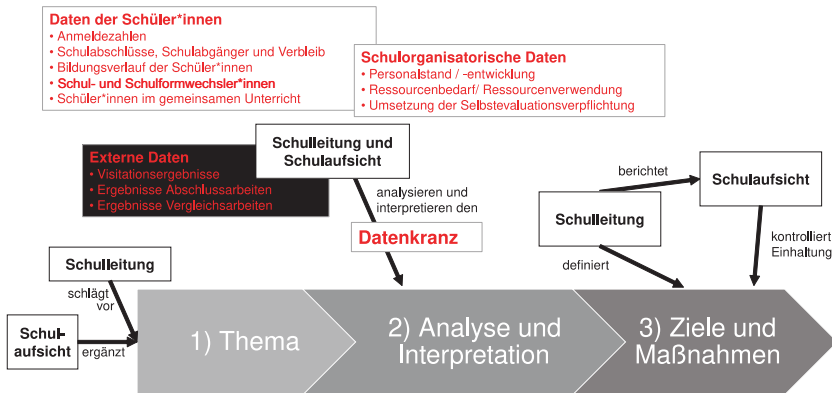 Daten der Schüler*innen
• Anmeldezahlen
• Schulabschlüsse, Schulabgänger und Verbleib
• Bildungsverlauf der Schüler*innen
• Schul- und Schulformwechsler*innen
• Schüler*innen im gemeinsamen Unterricht
Schulorganisatorische Daten
• Personalstand / -entwicklung
• Ressourcenbedarf/ Ressourcenverwendung
• Umsetzung der Selbstevaluationsverpflichtung
Externe Daten
• Visitationsergebnisse
• Ergebnisse Abschlussarbeiten
• Ergebnisse Vergleichsarbeiten
Schulleitung und
Schulaufsicht
analysieren und
interpretieren den
Datenkranz
Schulleitung
schlägt
vor
Schul-
aufsicht
ergänzt
Schulleitung
berichtet
definiert
Schulaufsicht
kontrolliert
Einhaltung
1) Thema
2) Analyse und
Interpretation
3) Ziele und
Maßnahmen